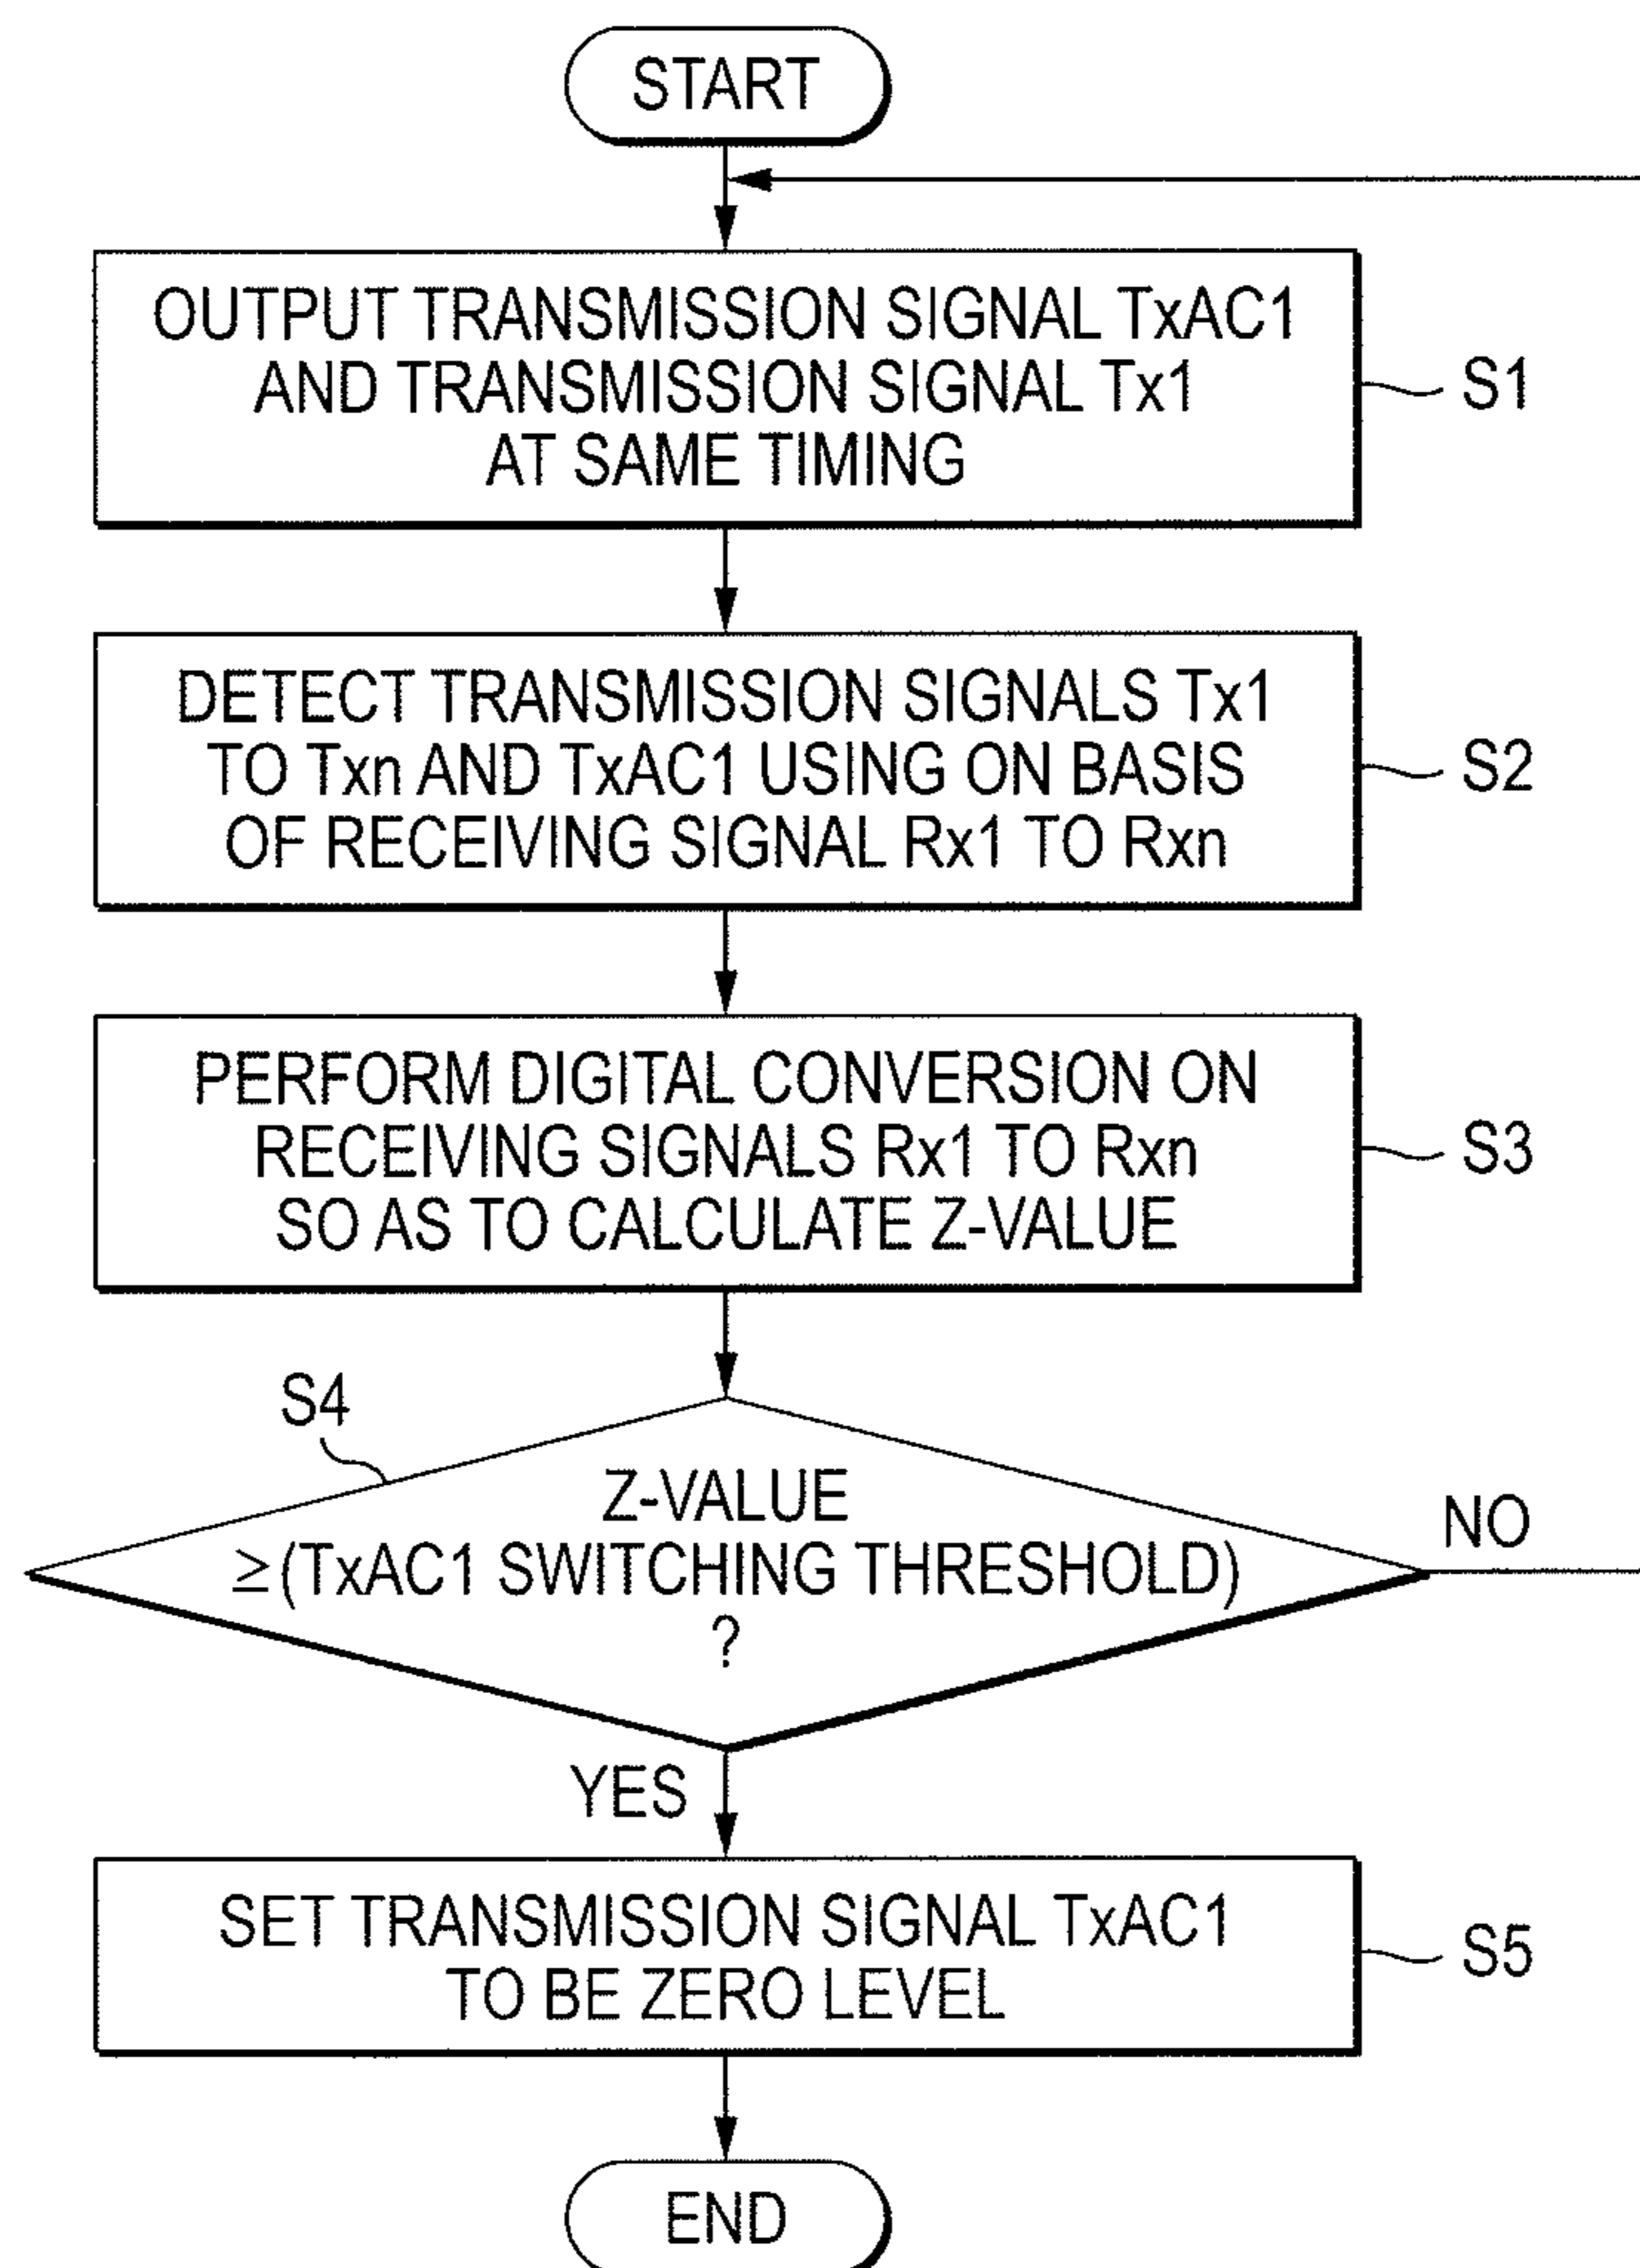 START
OUTPUT TRANSMISSION SIGNAL TxAC1
AND TRANSMISSION SIGNAL Tx1
AT SAME TIMING
S1
DETECT TRANSMISSION SIGNALS Tx1
TO Txn AND TxAC1 USING ON BASIS
OF RECEIVING SIGNAL Rx1 TO Rxn
S2
PERFORM DIGITAL CONVERSION ON
RECEIVING SIGNALS Rx1 TO Rxn
SO AS TO CALCULATE Z-VALUE
S3
S4
Z-VALUE
≥(TxAC1 SWITCHING THRESHOLD)
?
NO
YES
SET TRANSMISSION SIGNAL TxAC1
TO BE ZERO LEVEL
S5
END